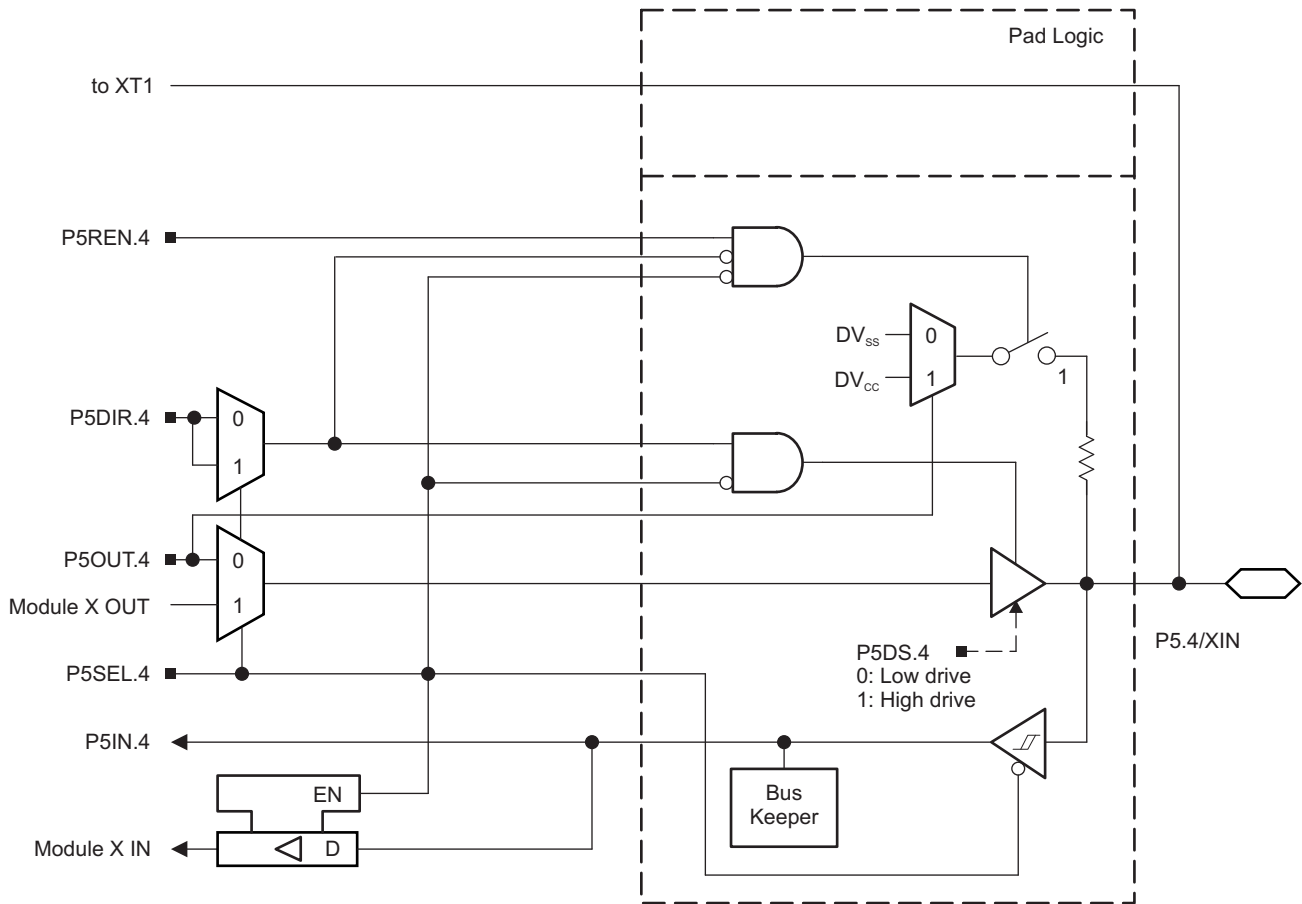 Pad Logic
to XT1
P5REN.4
DVSS
0
DVCC
1
1
P5DIR.4
0
1
P5OUT.4
0
Module X OUT
1
P5DS.4
0: Low drive
1: High drive
P5.4/XIN
P5SEL.4
P5IN.4
EN
Bus
Keeper
Module X IN
D